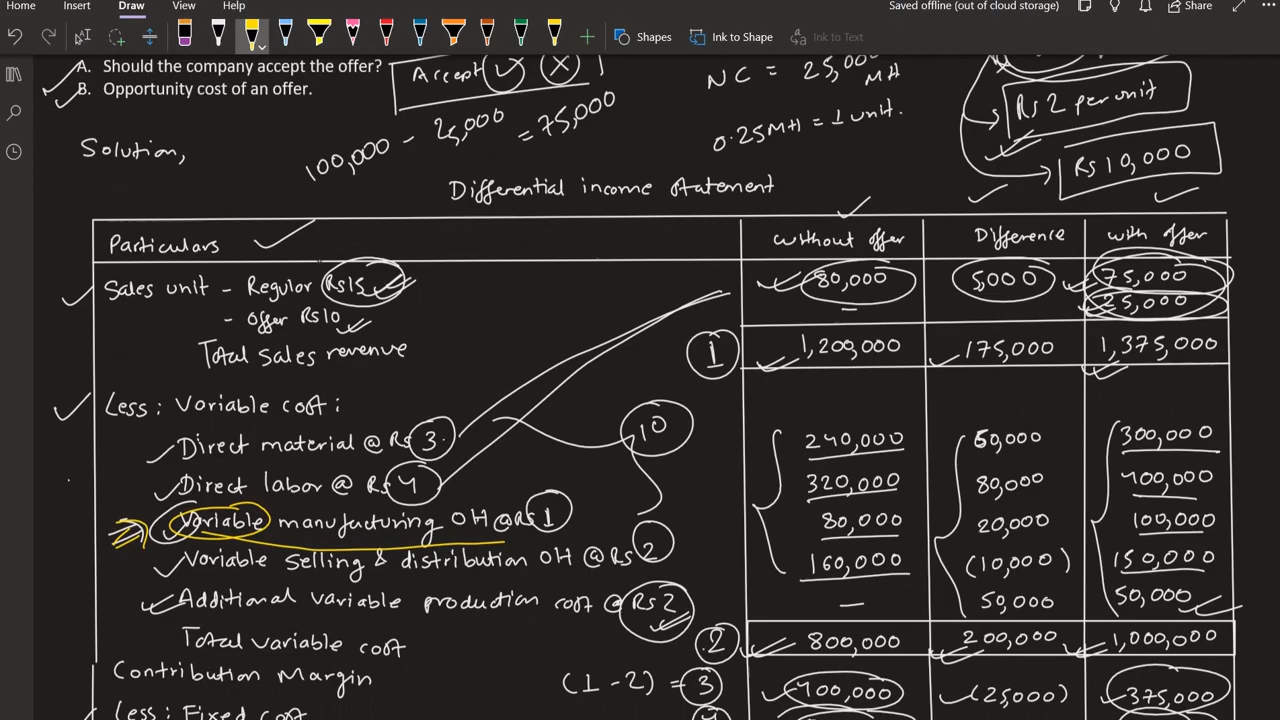 Home Insert Draw View Help Saved offline (out of cloud storage) Share
Shapes Ink to Shape Ink to Text
A. Should the company accept the offer?
B. Opportunity cost of an offer.
Accept
100,000 - 25,000 = 75,000
NC = 25,000 MH
0.25MH = 1 unit.
Rs 2 per unit
Rs 10,000
Solution,
Differential income statement
Particulars without offer Difference with offer
Sales unit - Regular Rs15 80,000 5000 75,000
- Offer Rs10 — 25,000
Total sales revenue 1 1,200,000 175,000 1,375,000
Less: Variable cost:
Direct material @ Rs 3 10 240,000 60,000 300,000
Direct labor @ Rs 4 320,000 80,000 400,000
Variable manufacturing OH @Rs 1 80,000 20,000 100,000
Variable selling & distribution OH @ Rs 2 160,000 (10,000) 150,000
Additional variable production cost @ Rs2 — 50,000 50,000
Total variable cost 2 800,000 200,000 1,000,000
Contribution Margin (1-2) = 3 400,000 (25,000) 375,000
Less: Fixed cost